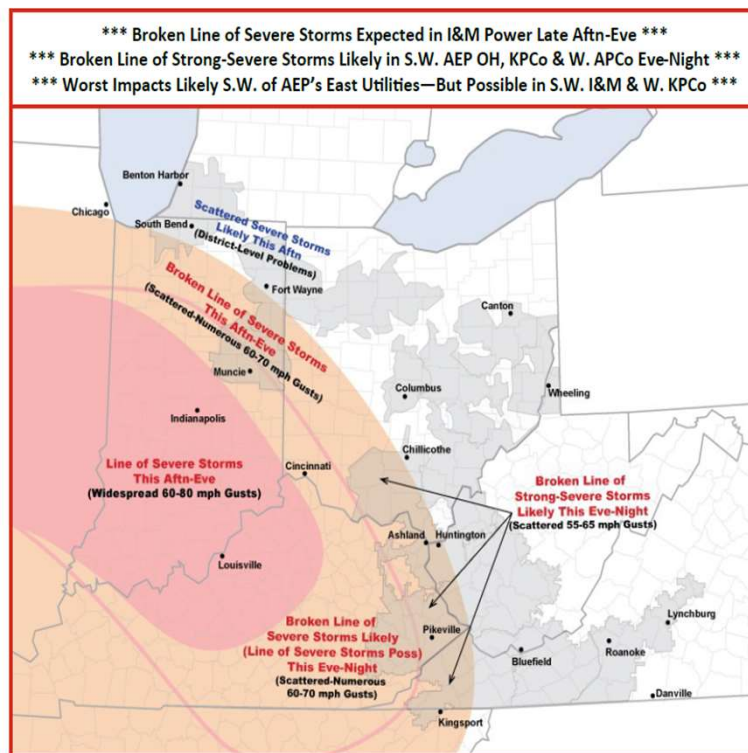 *** Broken Line of Severe Storms Expected in I&M Power Late Aftn-Eve ***
*** Broken Line of Strong-Severe Storms Likely in S.W. AEP OH, KPCo & W. APCo Eve-Night ***
*** Worst Impacts Likely S.W. of AEP's East Utilities—But Possible in S.W. I&M & W. KPCo ***
Benton Harbor
Chicago
South Bend
Scattered Severe Storms
Likely This Aftn
(District-Level Problems)
Fort Wayne
Broken Line of Severe Storms
This Aftn-Eve
(Scattered-Numerous 60-70 mph Gusts)
Canton
Muncie
Columbus
Wheeling
Indianapolis
Chillicothe
Line of Severe Storms
This Aftn-Eve
(Widespread 60-80 mph Gusts)
Cincinnati
Broken Line of
Strong-Severe Storms
Likely This Eve-Night
(Scattered 55-65 mph Gusts)
Ashland
Huntington
Louisville
Broken Line of
Severe Storms Likely
(Line of Severe Storms Poss)
This Eve-Night
(Scattered-Numerous
60-70 mph Gusts)
Pikeville
Lynchburg
Bluefield
Roanoke
Danville
Kingsport